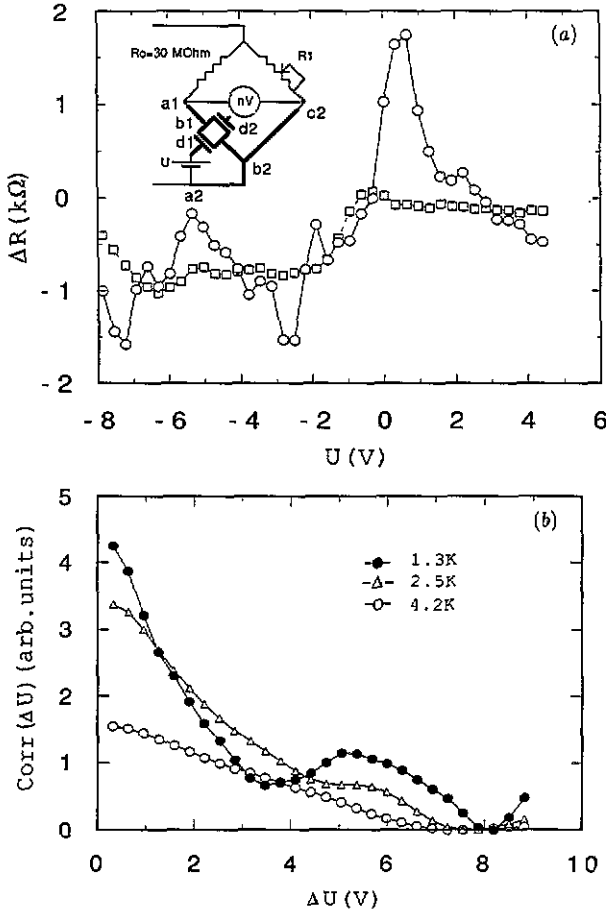 (a)
Ro=30 MOhm
R1
a1
nV
c2
b1
d2
d1
U
b2
a2
2
1
0
-1
-2
ΔR (kΩ)
-8 -6 -4 -2 0 2 4 6
U (V)
(b)
5
4
3
2
1
0
Corr (ΔU) (arb.units)
1.3K
2.5K
4.2K
0 2 4 6 8 10
ΔU (V)